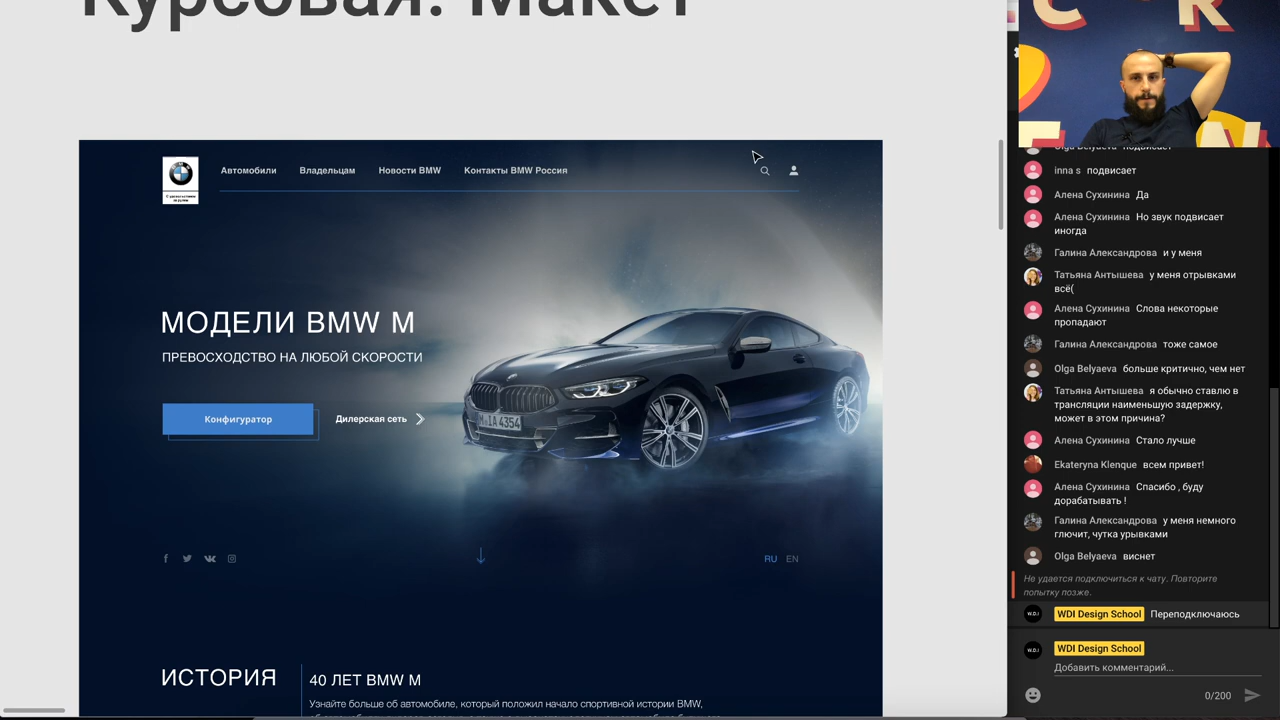 Курсовая. Макет
Автомобили
Владельцам
Новости BMW
Контакты BMW Россия
МОДЕЛИ BMW M
ПРЕВОСХОДСТВО НА ЛЮБОЙ СКОРОСТИ
Конфигуратор
Дилерская сеть
RU EN
ИСТОРИЯ
40 ЛЕТ BMW M
Узнайте больше об автомобиле, который положил начало спортивной истории BMW,
Olga Belyaeva подвисает
inna s подвисает
Алена Сухинина Да
Алена Сухинина Но звук подвисает
иногда
Галина Александрова и у меня
Татьяна Антышева у меня отрывками
всё(
Алена Сухинина Слова некоторые
пропадают
Галина Александрова тоже самое
Olga Belyaeva больше критично, чем нет
Татьяна Антышева я обычно ставлю в
трансляции наименьшую задержку,
может в этом причина?
Алена Сухинина Стало лучше
Ekateryna Klenque всем привет!
Алена Сухинина Спасибо , буду
дорабатывать !
Галина Александрова у меня немного
глючит, чутка урывками
Olga Belyaeva виснет
Не удается подключиться к чату. Повторите
попытку позже.
WDI Design School Переподключаюсь
WDI Design School
Добавить комментарий...
0/200